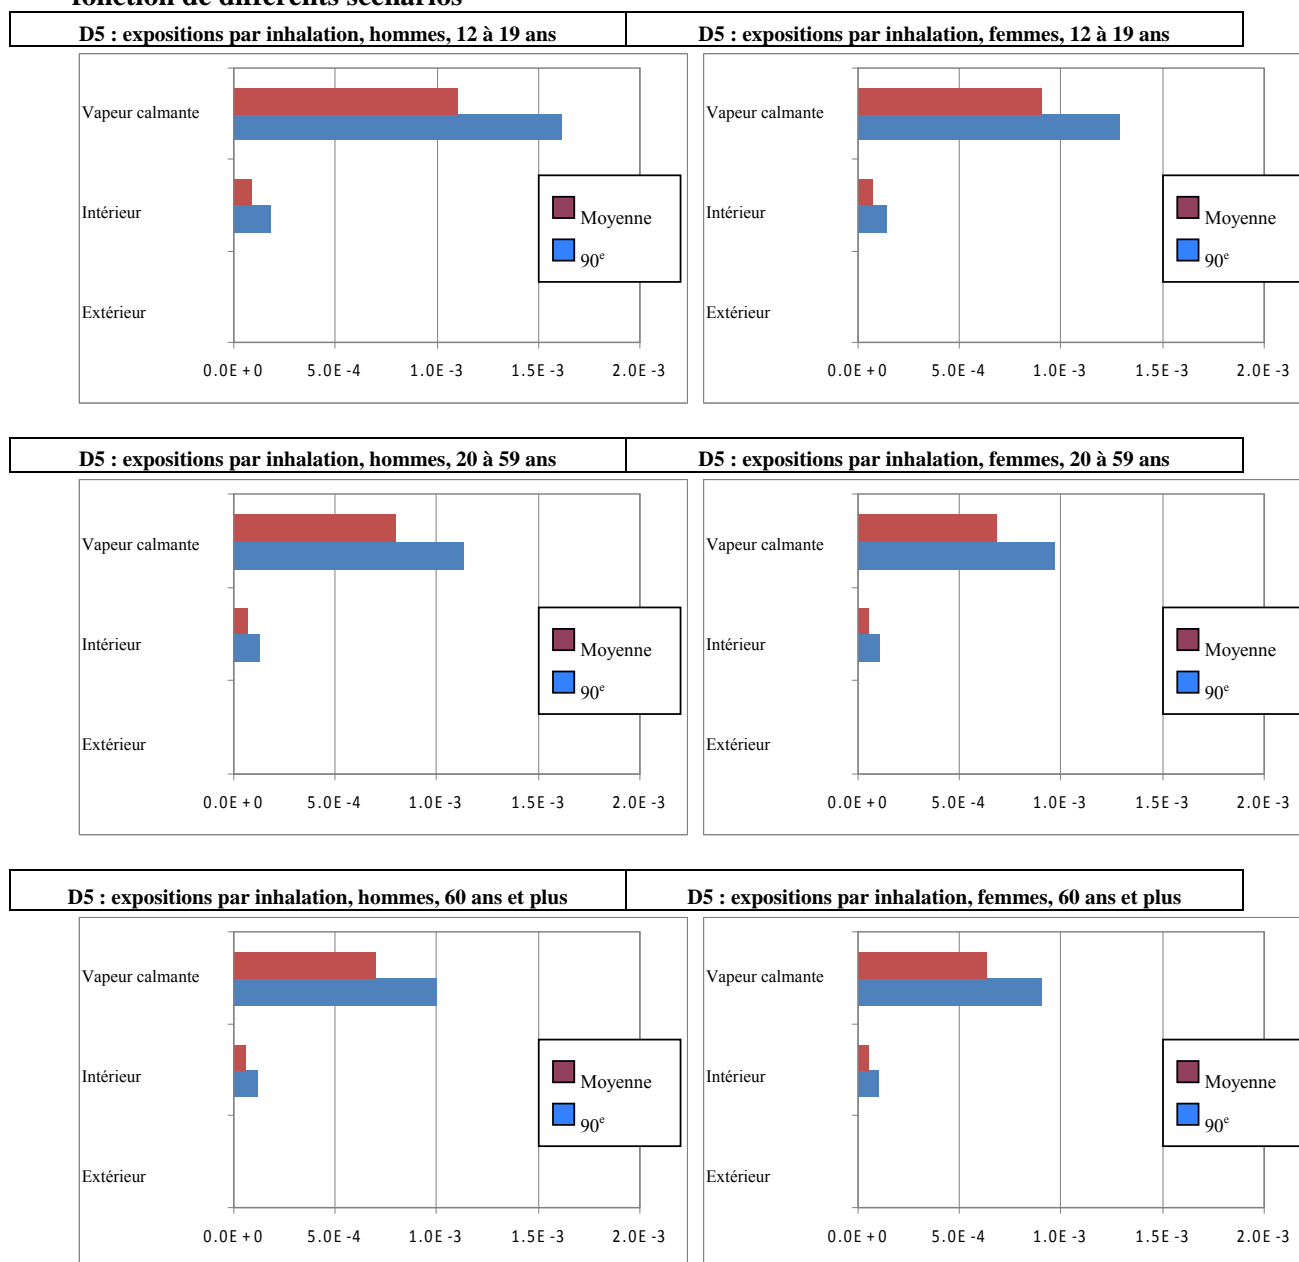 fonction de différents scénarios
D5 : expositions par inhalation, hommes, 12 à 19 ans
D5 : expositions par inhalation, femmes, 12 à 19 ans
Vapeur calmante
Intérieur
Extérieur
Moyenne
90e
0.0E+0 5.0E-4 1.0E-3 1.5E-3 2.0E-3
Vapeur calmante
Intérieur
Extérieur
Moyenne
90e
0.0E+0 5.0E-4 1.0E-3 1.5E-3 2.0E-3
D5 : expositions par inhalation, hommes, 20 à 59 ans
D5 : expositions par inhalation, femmes, 20 à 59 ans
Vapeur calmante
Intérieur
Extérieur
Moyenne
90e
0.0E+0 5.0E-4 1.0E-3 1.5E-3 2.0E-3
Vapeur calmante
Intérieur
Extérieur
Moyenne
90e
0.0E+0 5.0E-4 1.0E-3 1.5E-3 2.0E-3
D5 : expositions par inhalation, hommes, 60 ans et plus
D5 : expositions par inhalation, femmes, 60 ans et plus
Vapeur calmante
Intérieur
Extérieur
Moyenne
90e
0.0E+0 5.0E-4 1.0E-3 1.5E-3 2.0E-3
Vapeur calmante
Intérieur
Extérieur
Moyenne
90e
0.0E+0 5.0E-4 1.0E-3 1.5E-3 2.0E-3